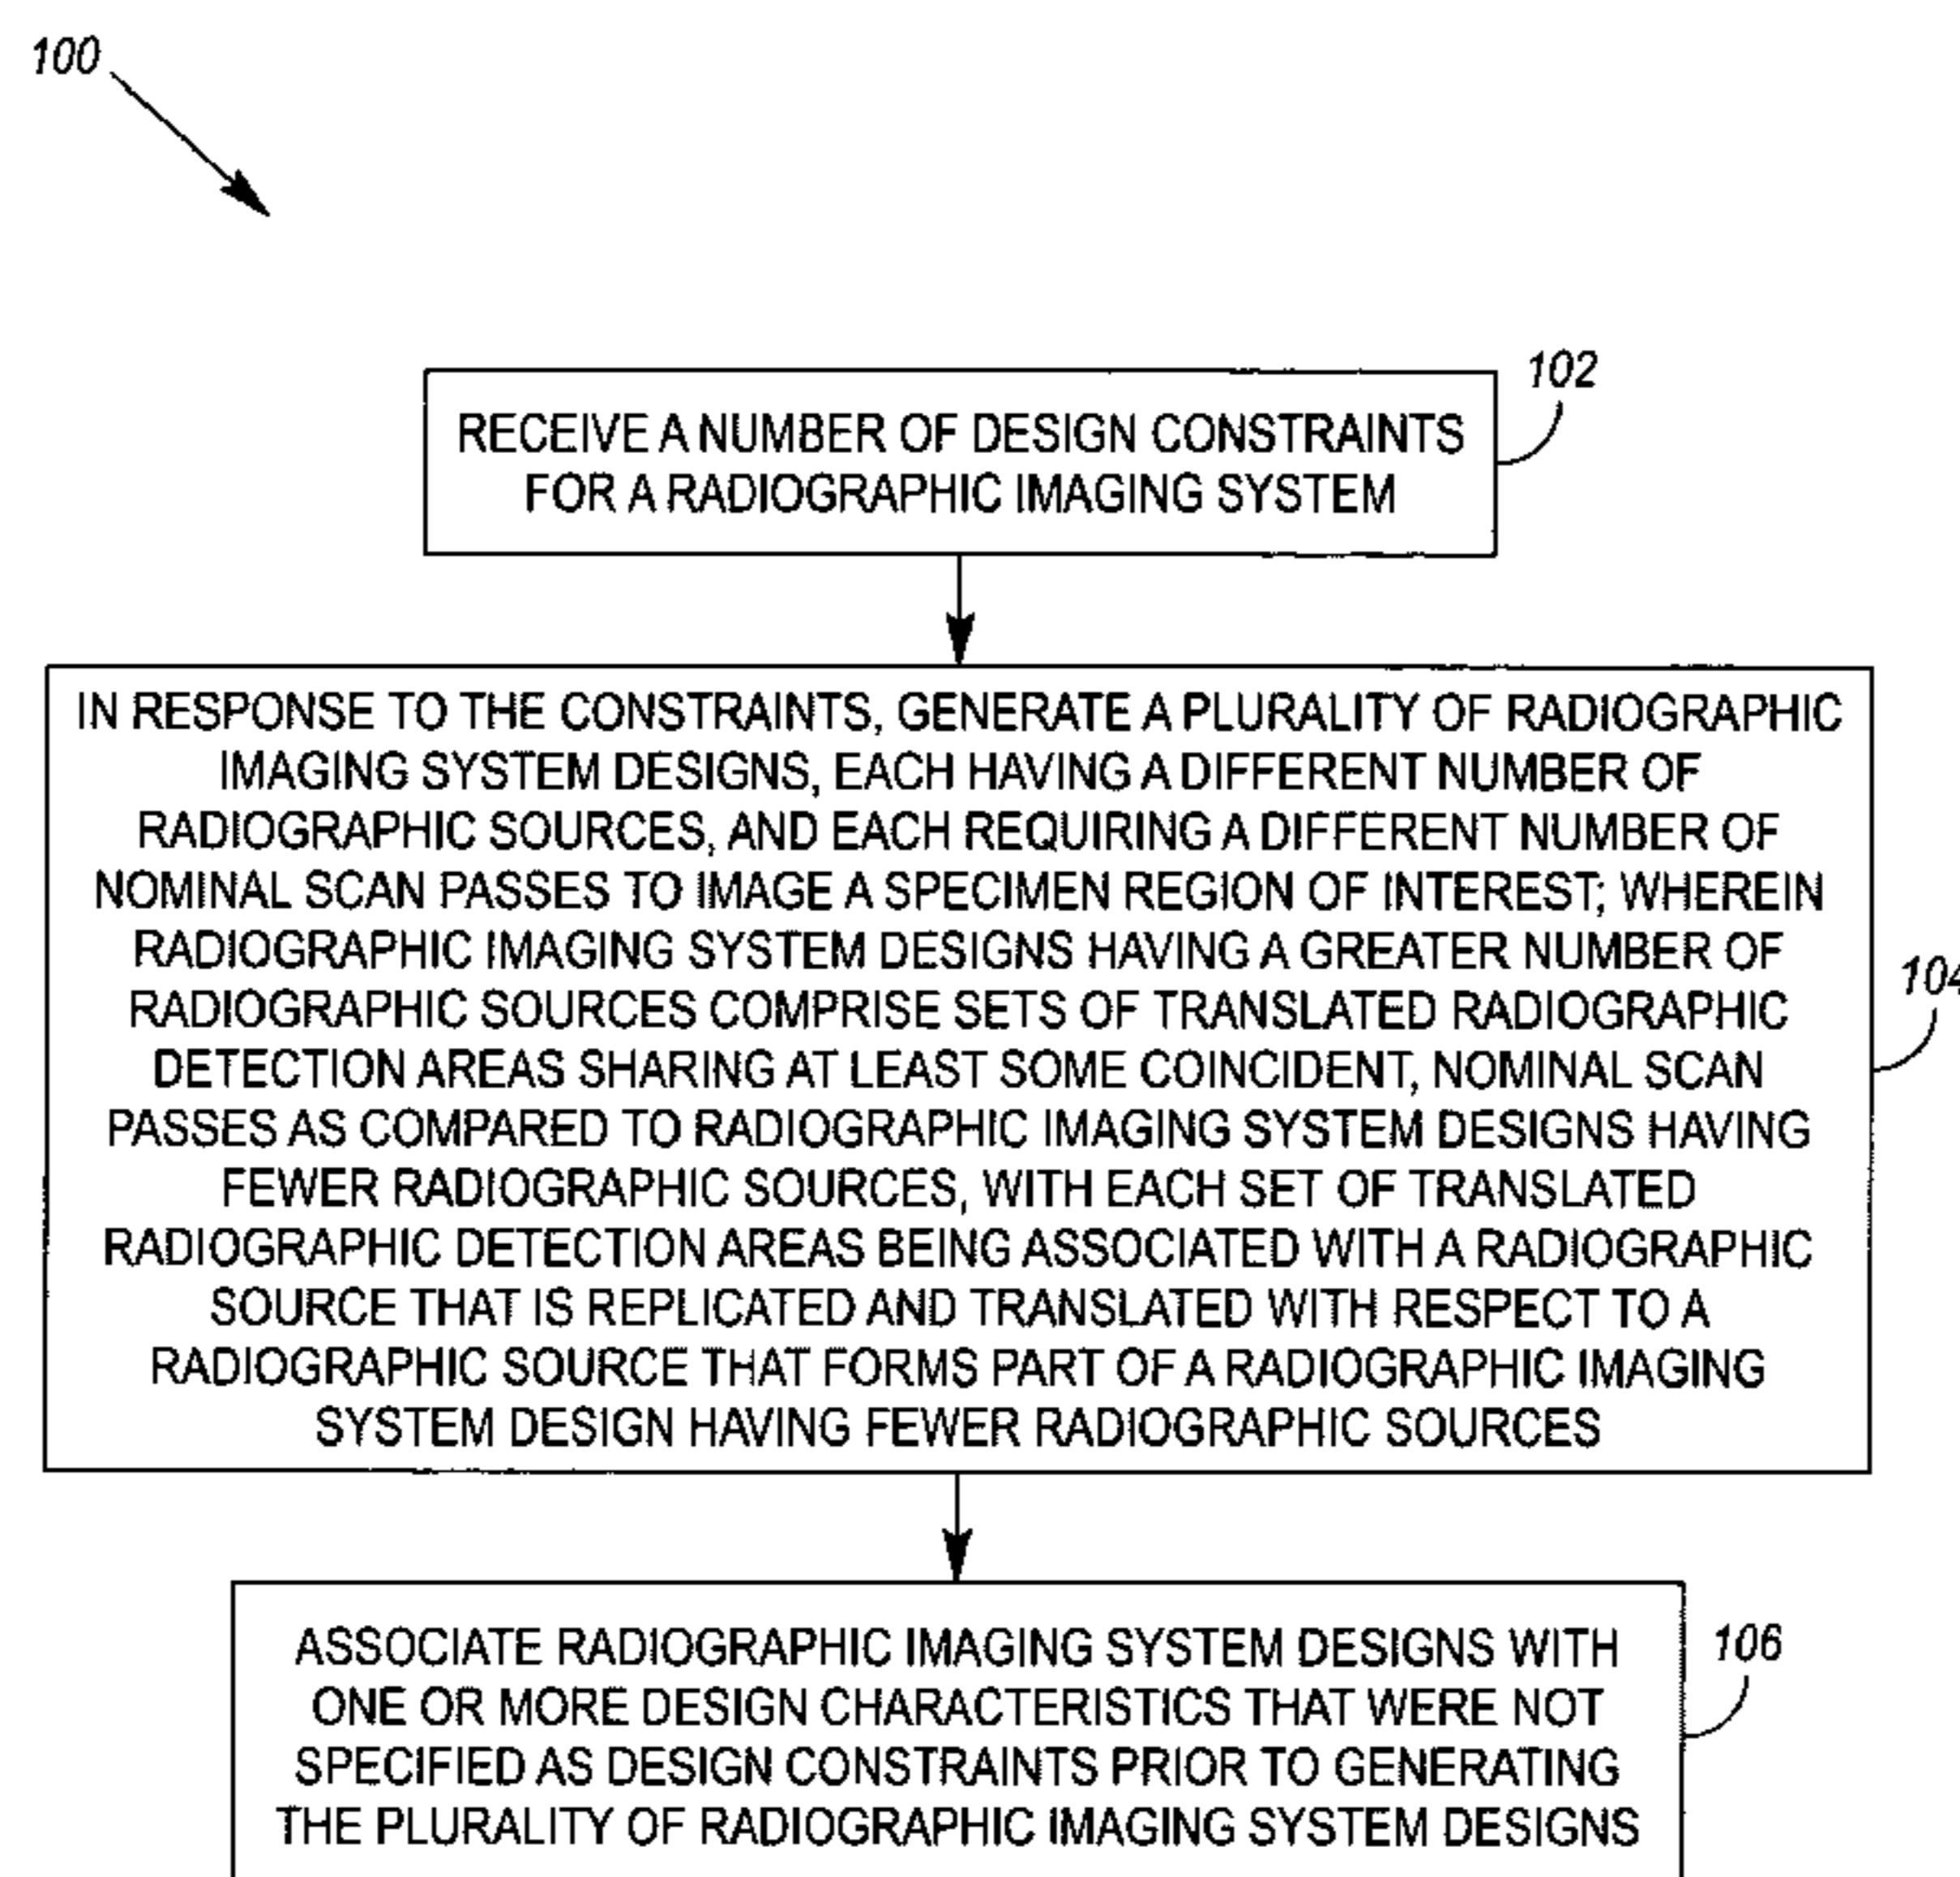 100
102
RECEIVE A NUMBER OF DESIGN CONSTRAINTS
FOR A RADIOGRAPHIC IMAGING SYSTEM
IN RESPONSE TO THE CONSTRAINTS, GENERATE A PLURALITY OF RADIOGRAPHIC
IMAGING SYSTEM DESIGNS, EACH HAVING A DIFFERENT NUMBER OF
RADIOGRAPHIC SOURCES, AND EACH REQUIRING A DIFFERENT NUMBER OF
NOMINAL SCAN PASSES TO IMAGE A SPECIMEN REGION OF INTEREST; WHEREIN
RADIOGRAPHIC IMAGING SYSTEM DESIGNS HAVING A GREATER NUMBER OF
RADIOGRAPHIC SOURCES COMPRISE SETS OF TRANSLATED RADIOGRAPHIC
DETECTION AREAS SHARING AT LEAST SOME COINCIDENT, NOMINAL SCAN
PASSES AS COMPARED TO RADIOGRAPHIC IMAGING SYSTEM DESIGNS HAVING
FEWER RADIOGRAPHIC SOURCES, WITH EACH SET OF TRANSLATED
RADIOGRAPHIC DETECTION AREAS BEING ASSOCIATED WITH A RADIOGRAPHIC
SOURCE THAT IS REPLICATED AND TRANSLATED WITH RESPECT TO A
RADIOGRAPHIC SOURCE THAT FORMS PART OF A RADIOGRAPHIC IMAGING
SYSTEM DESIGN HAVING FEWER RADIOGRAPHIC SOURCES
104
ASSOCIATE RADIOGRAPHIC IMAGING SYSTEM DESIGNS WITH
ONE OR MORE DESIGN CHARACTERISTICS THAT WERE NOT
SPECIFIED AS DESIGN CONSTRAINTS PRIOR TO GENERATING
THE PLURALITY OF RADIOGRAPHIC IMAGING SYSTEM DESIGNS
106